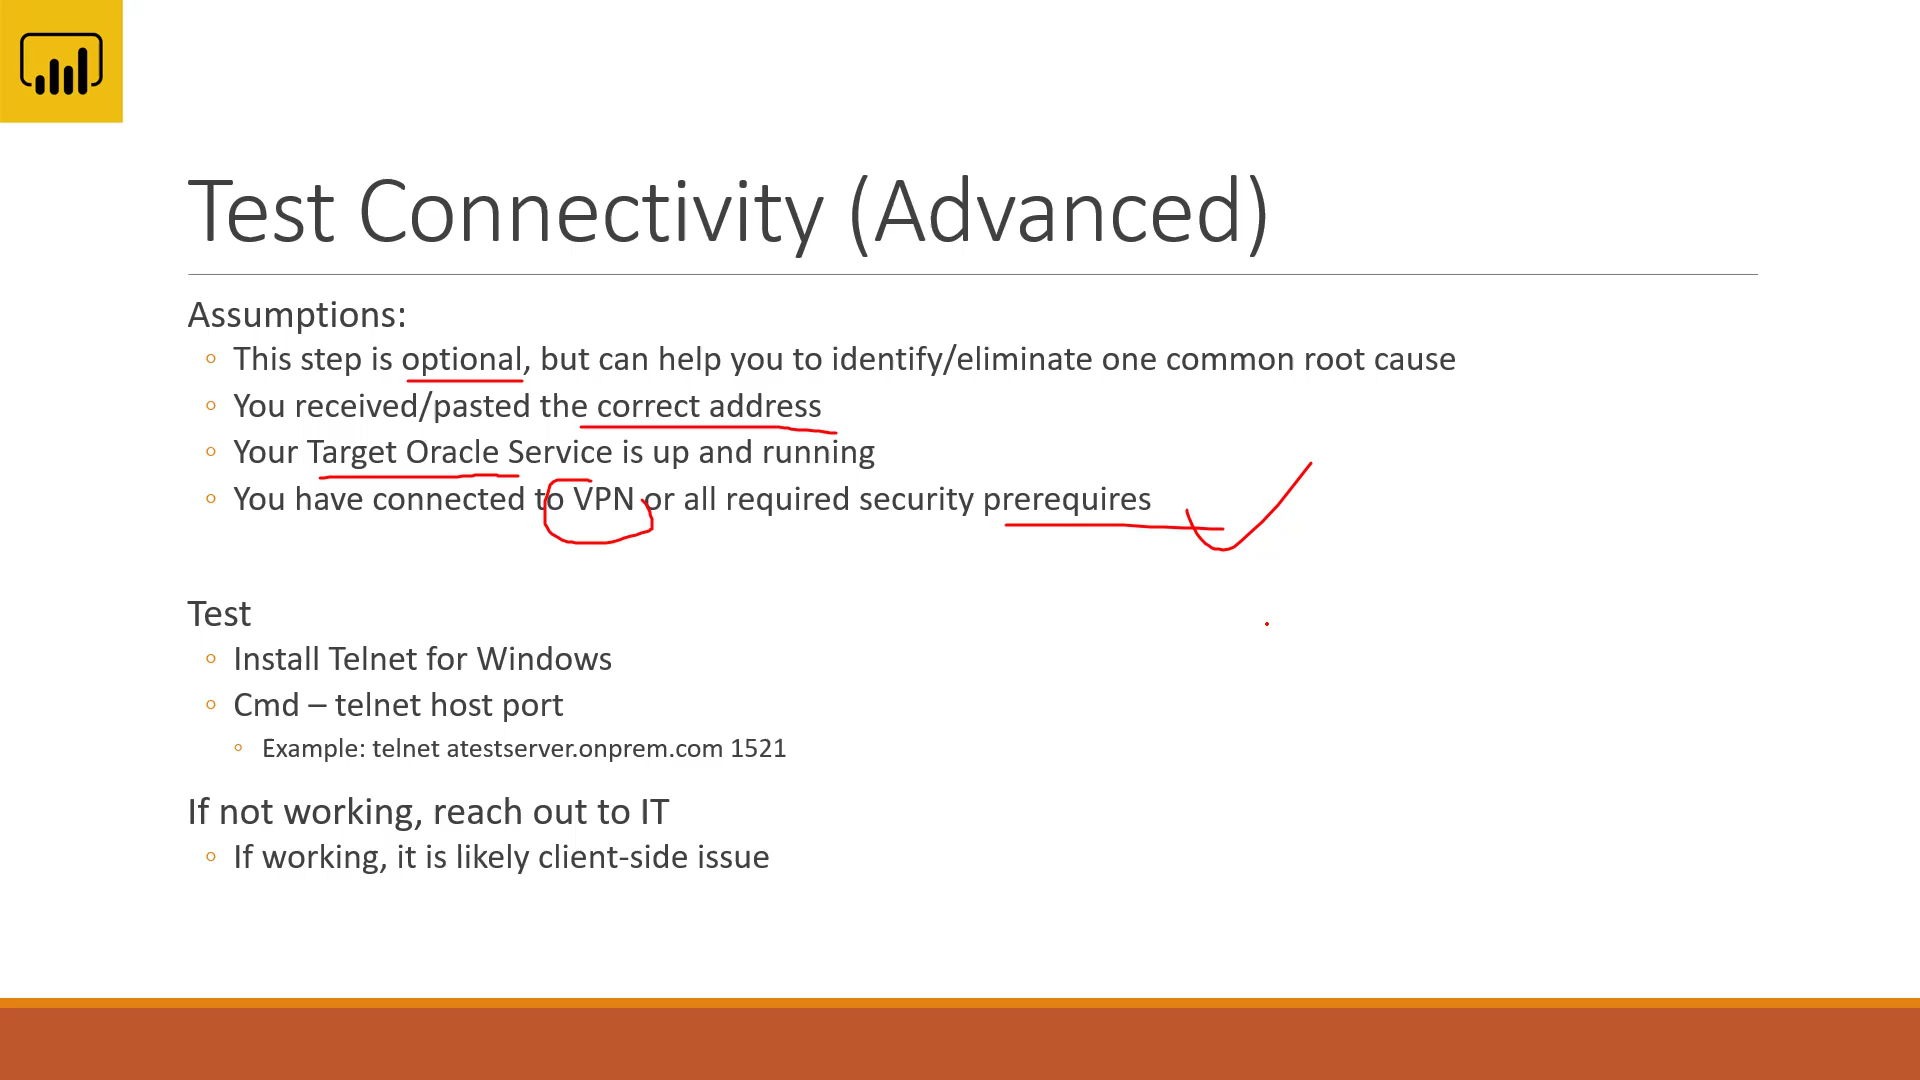 Test Connectivity (Advanced)
Assumptions:
This step is optional, but can help you to identify/eliminate one common root cause
You received/pasted the correct address
Your Target Oracle Service is up and running
You have connected to VPN or all required security prerequires
Test
Install Telnet for Windows
Cmd – telnet host port
Example: telnet atestserver.onprem.com 1521
If not working, reach out to IT
If working, it is likely client-side issue